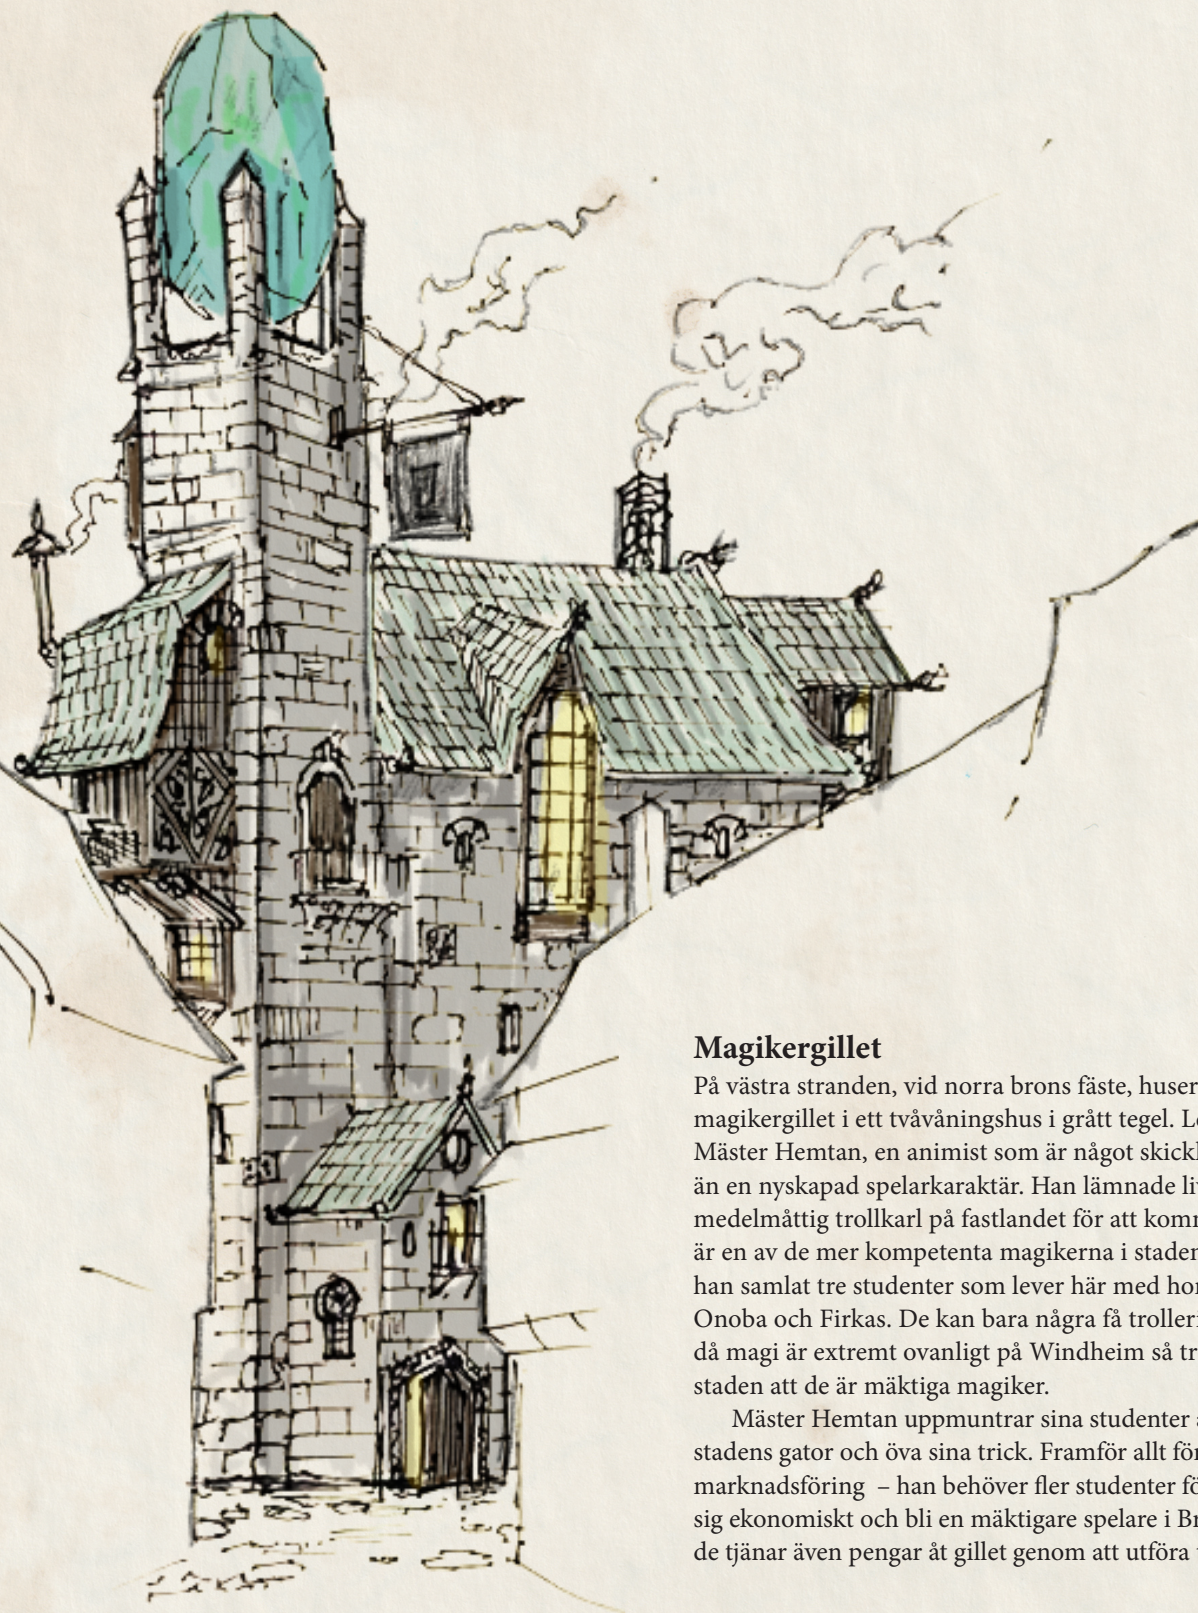 Magikergillet
På västra stranden, vid norra brons fäste, huserar
magikergillet i ett tvåvåningshus i grått tegel.
Mäster Hemtan, en animist som är något
än en nyskapad spelarkaraktär. Han lämnade
medelmåttig trollkarl på fastlandet för att
är en av de mer kompetenta magikerna i staden
han samlat tre studenter som lever här med
Onoba och Firkas. De kan bara några få
då magi är extremt ovanligt på Windheim så
staden att de är mäktiga magiker.
Mäster Hemtan uppmuntrar sina studenter
stadens gator och öva sina trick. Framför allt
marknadsföring – han behöver fler studenter
sig ekonomiskt och bli en mäktigare spelare i
de tjänar även pengar åt gillet genom att utföra